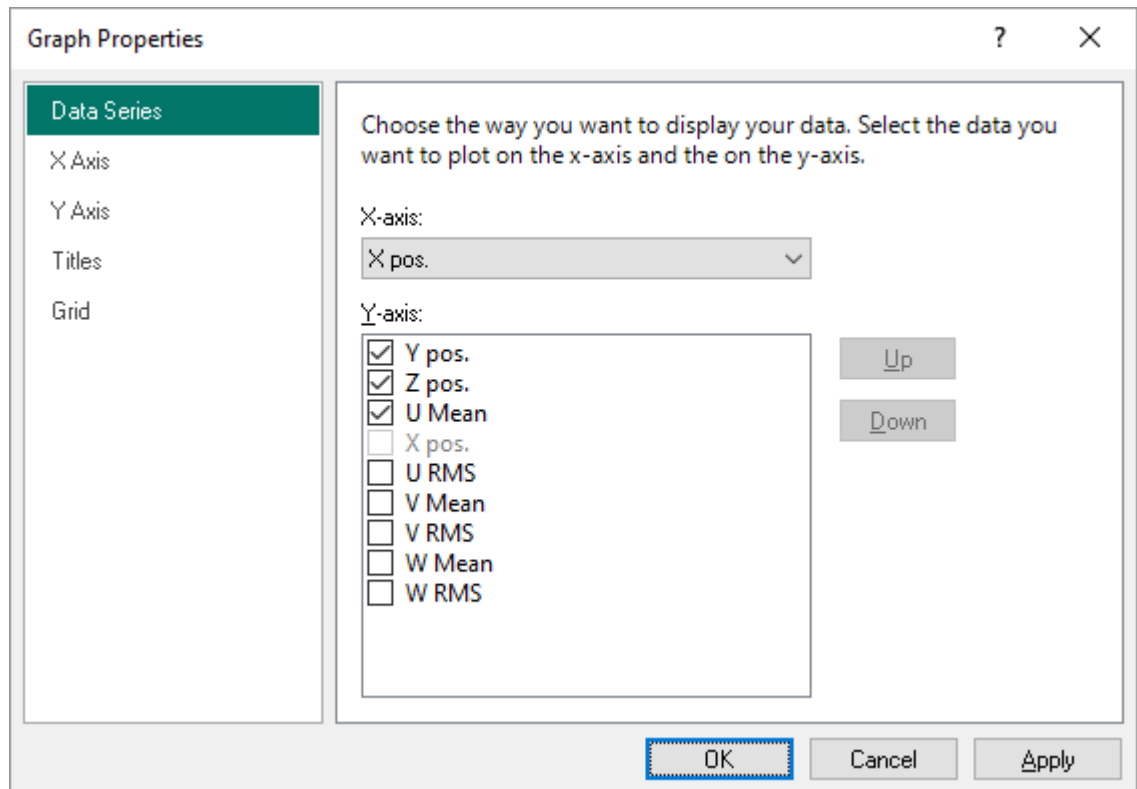 Graph Properties
?
Data Series
X Axis
Y Axis
Titles
Grid
Choose the way you want to display your data. Select the data you
want to plot on the x-axis and the on the y-axis.
X-axis:
X pos.
Y-axis:
Y pos.
Z pos.
U Mean
X pos.
U RMS
V Mean
V RMS
W Mean
W RMS
Up
Down
OK
Cancel
Apply